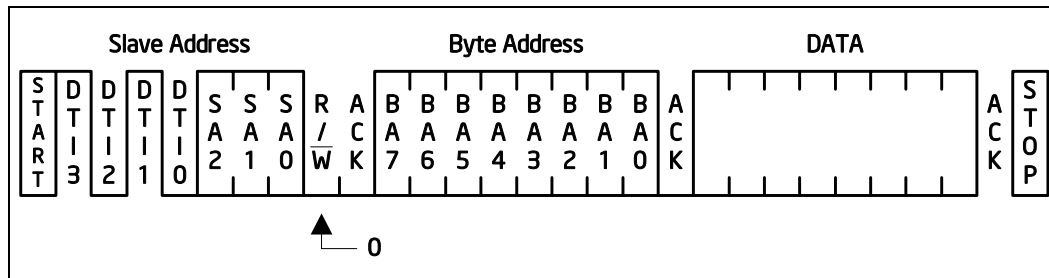 Slave Address Byte Address DATA
START DTI3 DTI2 DTI1 DTI0 SA2 SA1 SA0 R/W ACK BA7 BA6 BA5 BA4 BA3 BA2 BA1 BA0 ACK ACK STOP
0